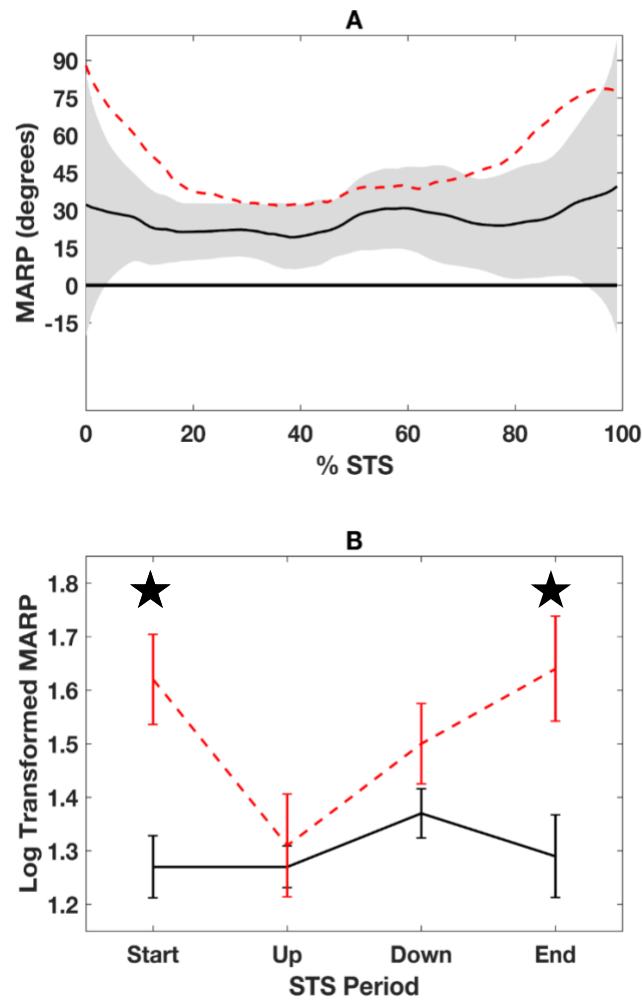 A
MARP (degrees)
90
75
60
45
30
15
0
-15
0 20 40 60 80 100
% STS
B
Log Transformed MARP
1.8
1.7
1.6
1.5
1.4
1.3
1.2
Start Up Down End
STS Period